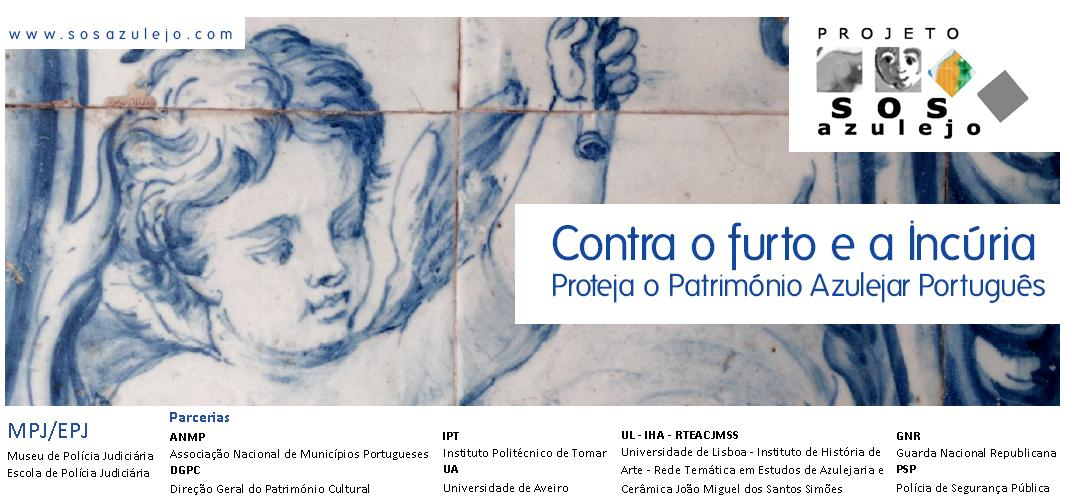 www.sosazulejo.com
PROJETO
SOS
azulejo
Contra o furto e a Incúria
Proteja o Património Azulejar Português
MPJ/EPJ
Museu de Polícia Judiciária
Escola de Polícia Judiciária
Parcerias
ANMP
Associação Nacional de Municípios Portugueses
DGPC
Direção Geral do Património Cultural
IPT
Instituto Politécnico de Tomar
UA
Universidade de Aveiro
UL - IHA - RTEACJMSS
Universidade de Lisboa - Instituto de História de
Arte - Rede Temática em Estudos de Azulejaria e
Cerâmica João Miguel dos Santos Simões
GNR
Guarda Nacional Republicana
PSP
Polícia de Segurança Pública